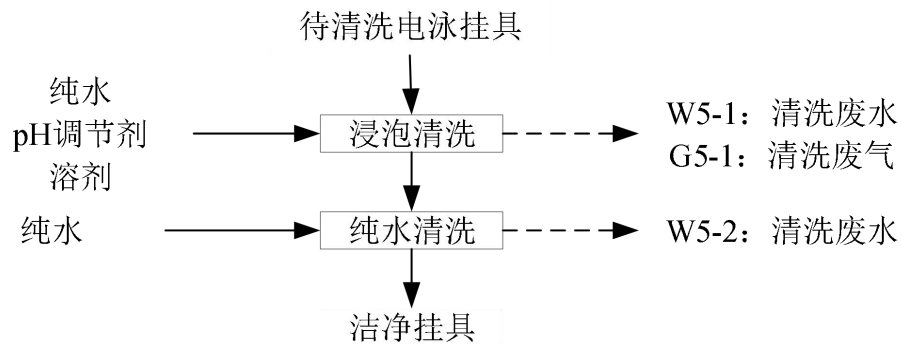 待清洗电泳挂具
纯水
pH调节剂
溶剂
浸泡清洗
W5-1：清洗废水
G5-1：清洗废气
纯水
纯水清洗
W5-2：清洗废水
洁净挂具